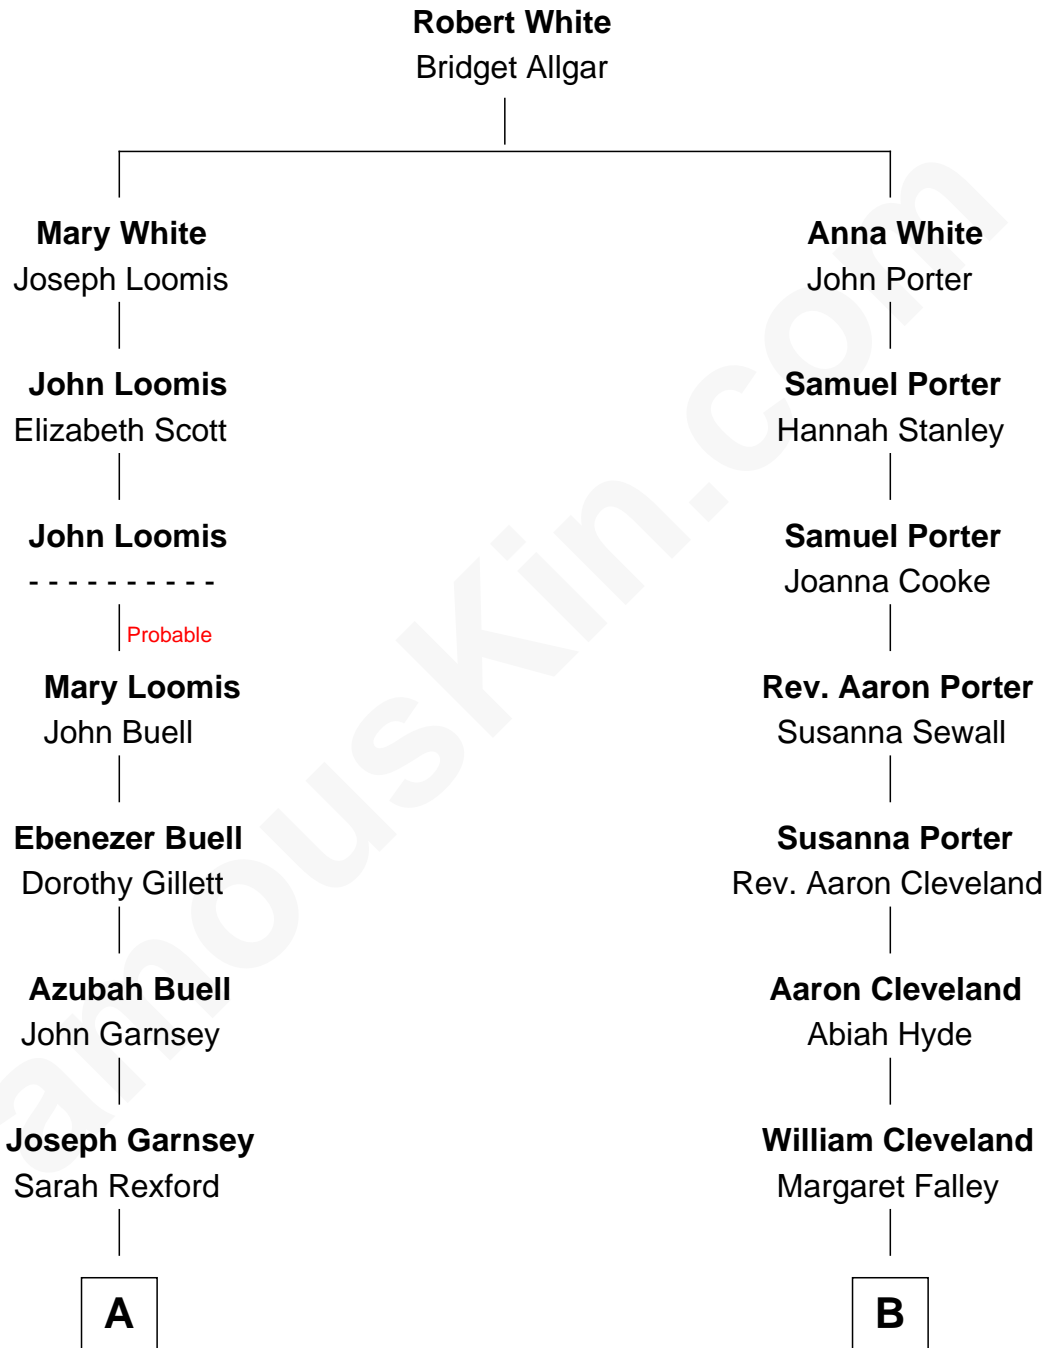 Robert White
Bridget Allgar
Mary White
Joseph Loomis
Anna White
John Porter
John Loomis
Elizabeth Scott
Samuel Porter
Hannah Stanley
John Loomis
- - - - - - - - - -
Samuel Porter
Joanna Cooke
Probable
Mary Loomis
John Buell
Rev. Aaron Porter
Susanna Sewall
Ebenezer Buell
Dorothy Gillett
Susanna Porter
Rev. Aaron Cleveland
Azubah Buell
John Garnsey
Aaron Cleveland
Abiah Hyde
Joseph Garnsey
Sarah Rexford
William Cleveland
Margaret Falley
A
B
amouskin.com